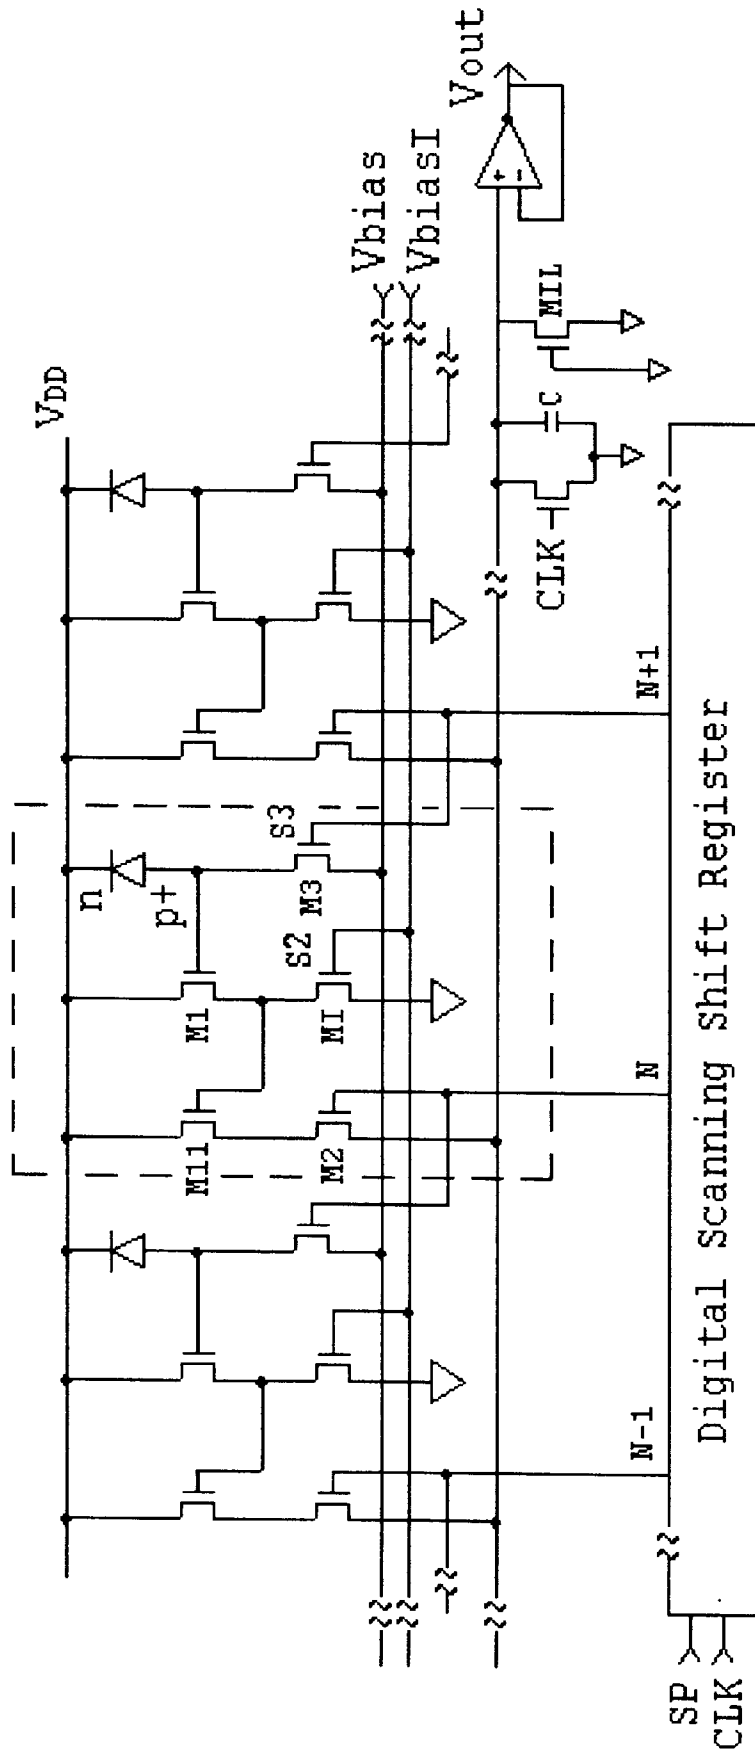 VDD
Vbias
VbiasI
Vout
n
p+
S3
M3
S2
M1
MI
M11
M2
+
-
MIL
C
CLK
N-1
N
N+1
SP
CLK
Digital Scanning Shift Register